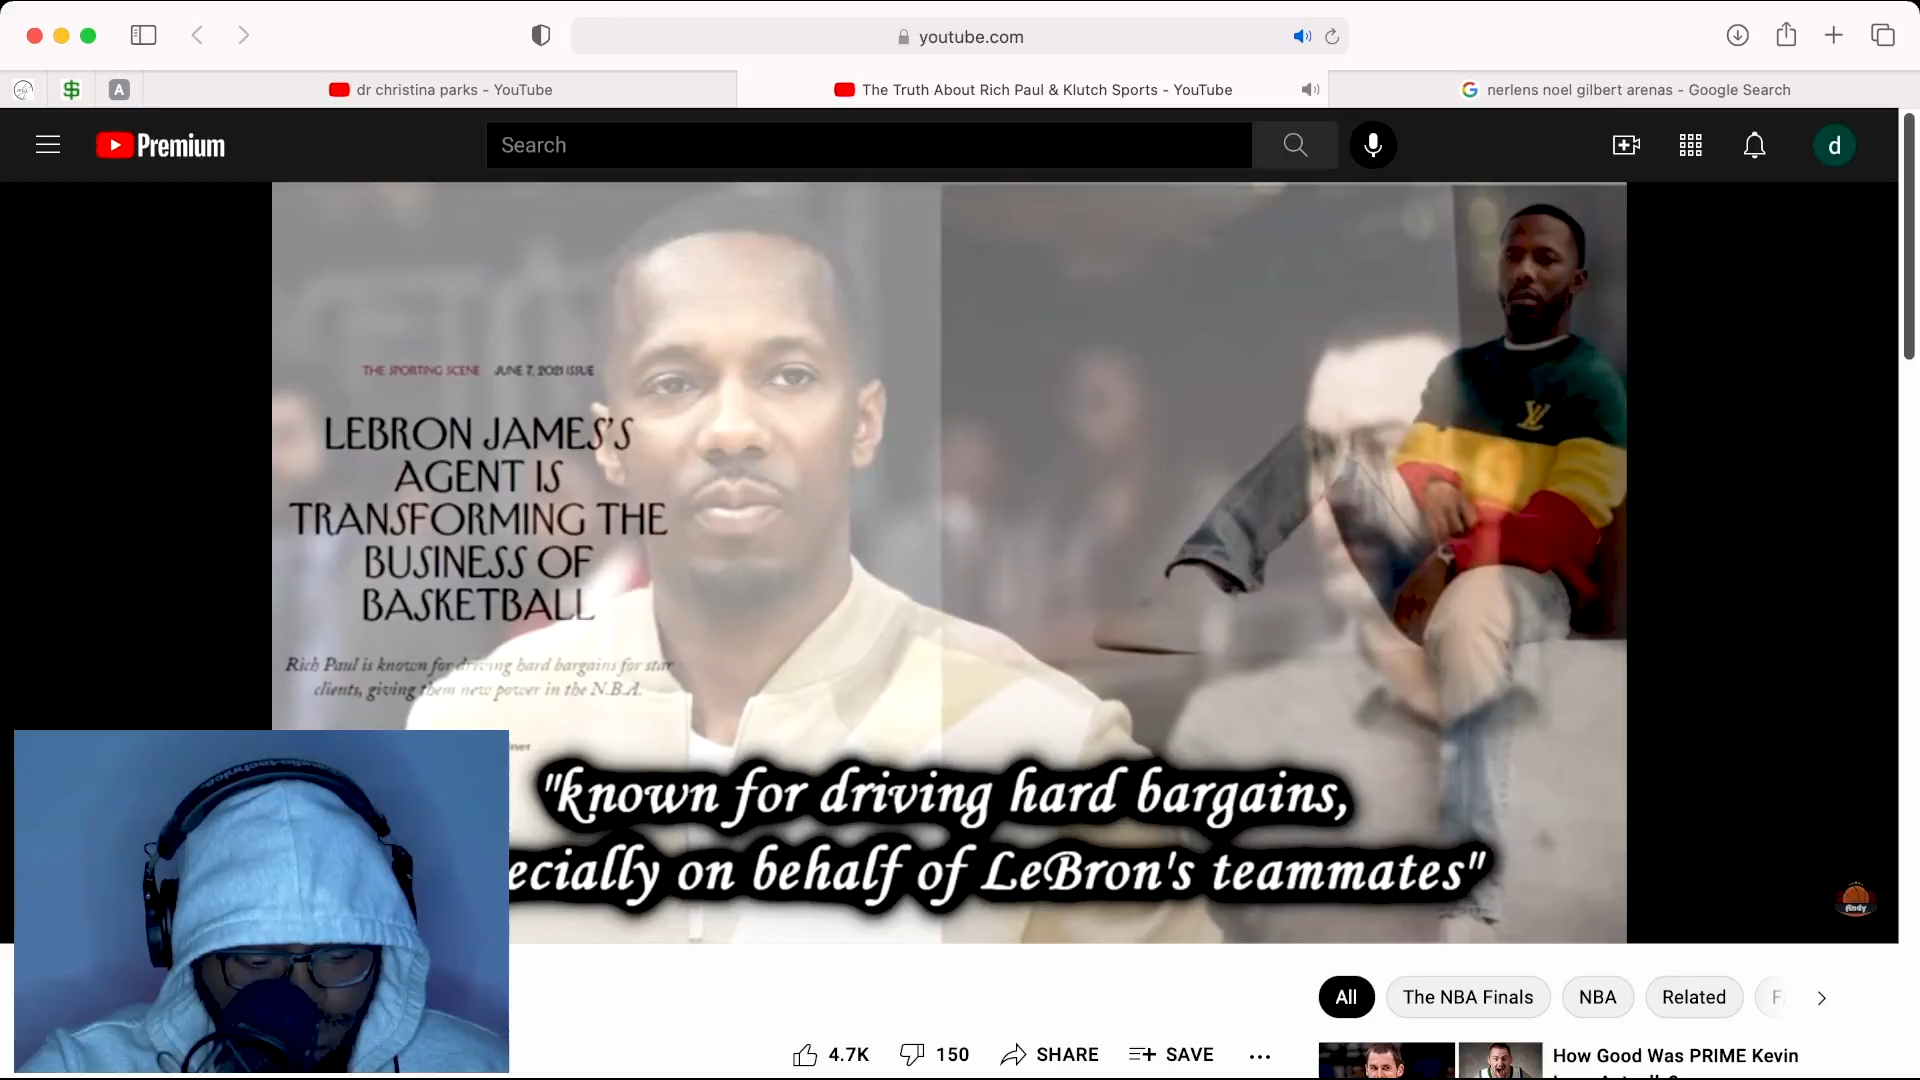 youtube.com
A
dr christina parks - YouTube
The Truth About Rich Paul & Klutch Sports - YouTube
nerlens noel gilbert arenas - Google Search
Premium
Search
d
THE SPORTING SCENE JUNE 7, 2021 ISSUE
LEBRON JAMES'S
AGENT IS
TRANSFORMING THE
BUSINESS OF
BASKETBALL
Rich Paul is known for driving hard bargains for star
clients, giving them new power in the N.B.A.
"known for driving hard bargains,
ecially on behalf of LeBron's teammates"
Andy
All
The NBA Finals
NBA
Related
4.7K
150
SHARE
SAVE
How Good Was PRIME Kevin